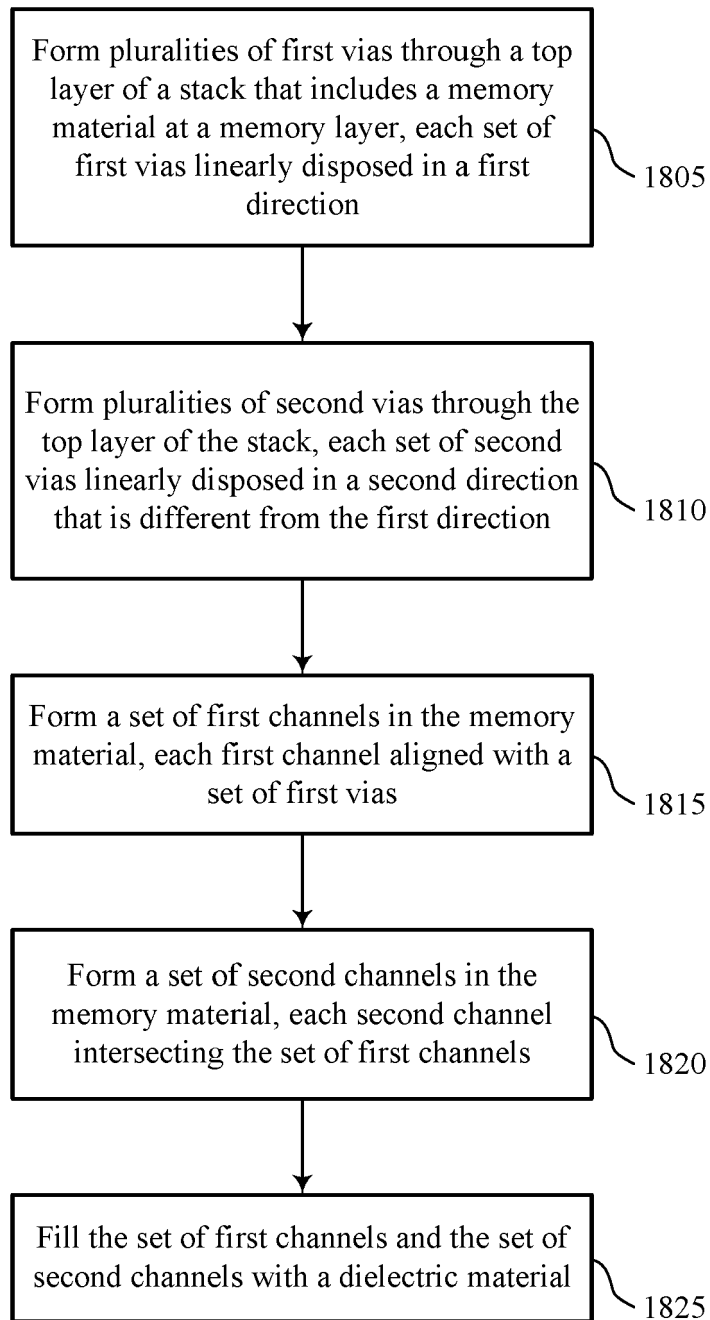 Form pluralities of first vias through a top
layer of a stack that includes a memory
material at a memory layer, each set of
first vias linearly disposed in a first
direction
1805
Form pluralities of second vias through the
top layer of the stack, each set of second
vias linearly disposed in a second direction
that is different from the first direction
1810
Form a set of first channels in the memory
material, each first channel aligned with a
set of first vias
1815
Form a set of second channels in the
memory material, each second channel
intersecting the set of first channels
1820
Fill the set of first channels and the set of
second channels with a dielectric material
1825